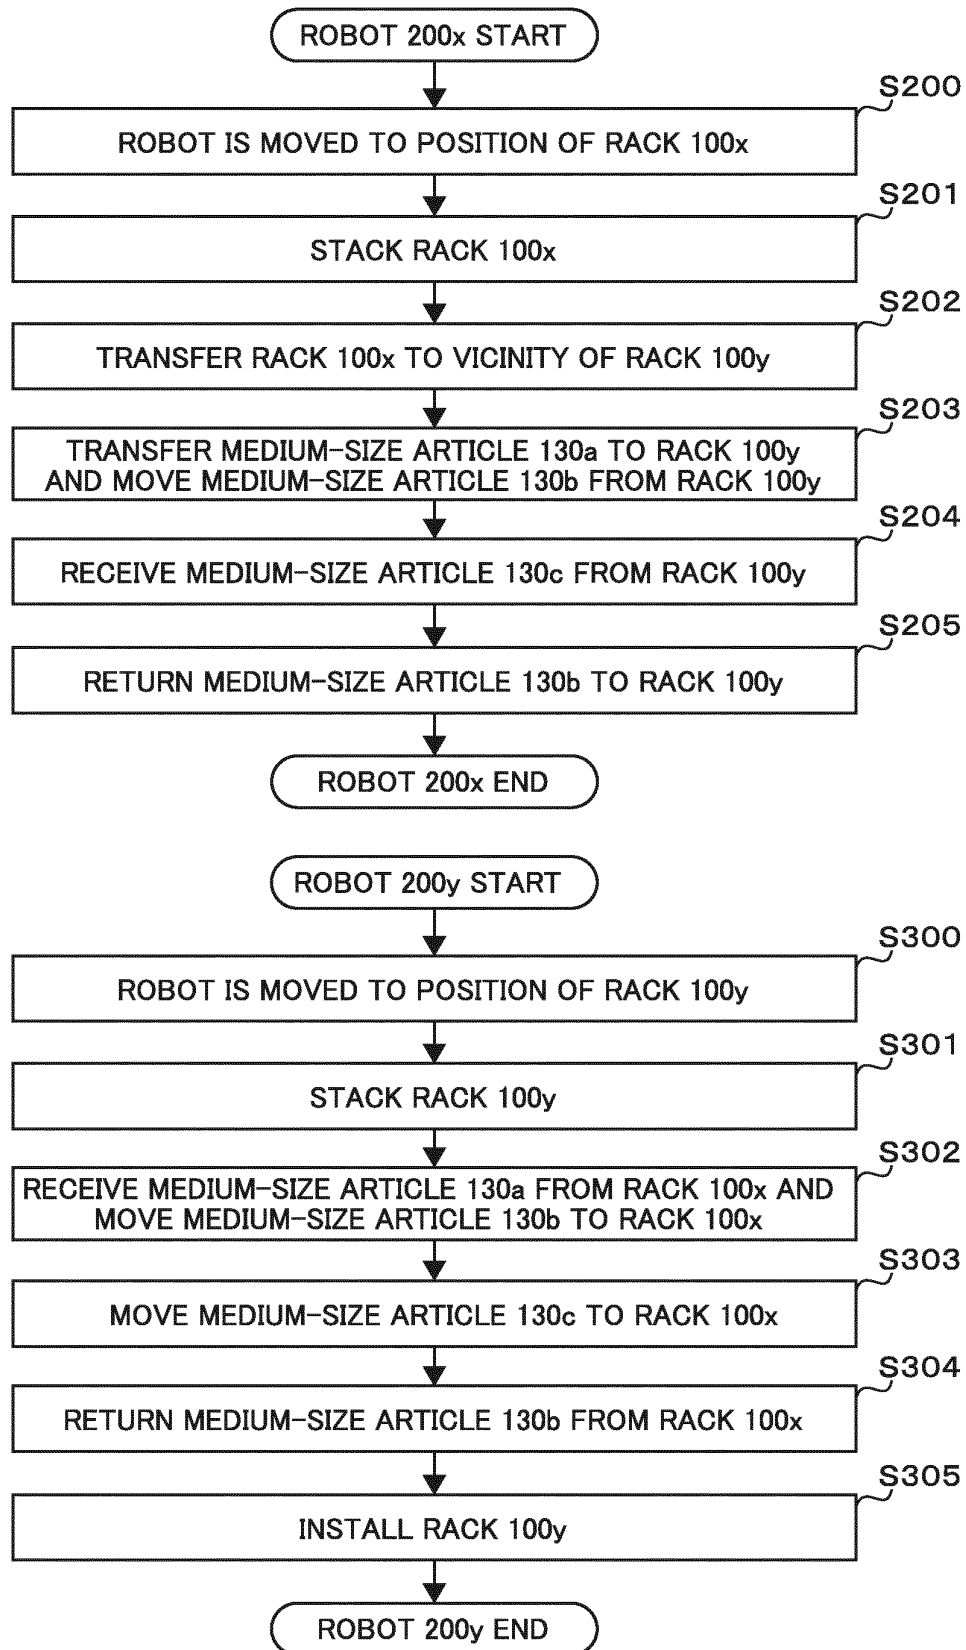 ROBOT 200x START
S200
ROBOT IS MOVED TO POSITION OF RACK 100x
S201
STACK RACK 100x
S202
TRANSFER RACK 100x TO VICINITY OF RACK 100y
S203
TRANSFER MEDIUM-SIZE ARTICLE 130a TO RACK 100y
AND MOVE MEDIUM-SIZE ARTICLE 130b FROM RACK 100y
S204
RECEIVE MEDIUM-SIZE ARTICLE 130c FROM RACK 100y
S205
RETURN MEDIUM-SIZE ARTICLE 130b TO RACK 100y
ROBOT 200x END
ROBOT 200y START
S300
ROBOT IS MOVED TO POSITION OF RACK 100y
S301
STACK RACK 100y
S302
RECEIVE MEDIUM-SIZE ARTICLE 130a FROM RACK 100x AND
MOVE MEDIUM-SIZE ARTICLE 130b TO RACK 100x
S303
MOVE MEDIUM-SIZE ARTICLE 130c TO RACK 100x
S304
RETURN MEDIUM-SIZE ARTICLE 130b FROM RACK 100x
S305
INSTALL RACK 100y
ROBOT 200y END